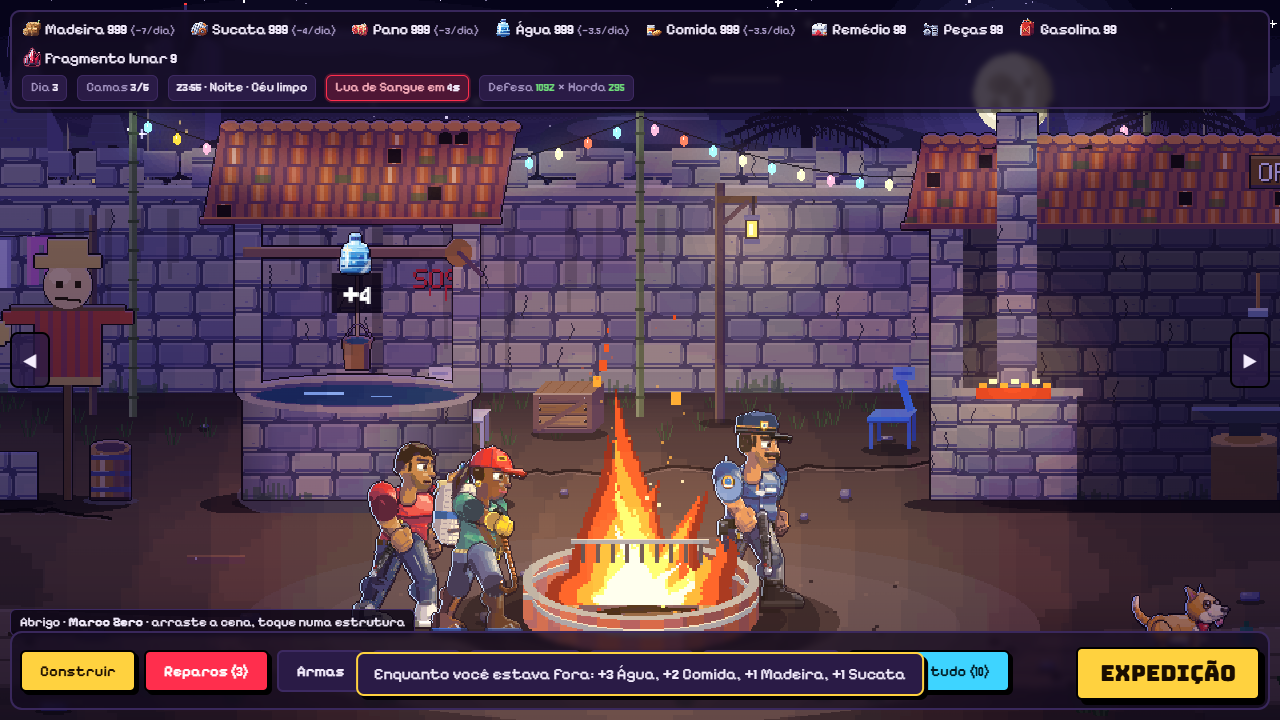 Madeira 999 (-7/dia) Sucata 999 (-4/dia) Pano 999 (-3/dia) Água 999 (-3.5/dia) Comida 999 (-3.5/dia) Remédio 99 Peças 99 Gasolina 99
Fragmento lunar 9
Dia 3 Camas 3/6 23:55 · Noite · Céu limpo Lua de Sangue em 4s Defesa 1092 × Horda 295
SOS
+4
◀ ▶
Abrigo · Marco Zero · arraste a cena, toque numa estrutura
Construir Reparos (3) Armas Enquanto você estava fora: +3 Água, +2 Comida, +1 Madeira, +1 Sucata tudo (10) EXPEDIÇÃO